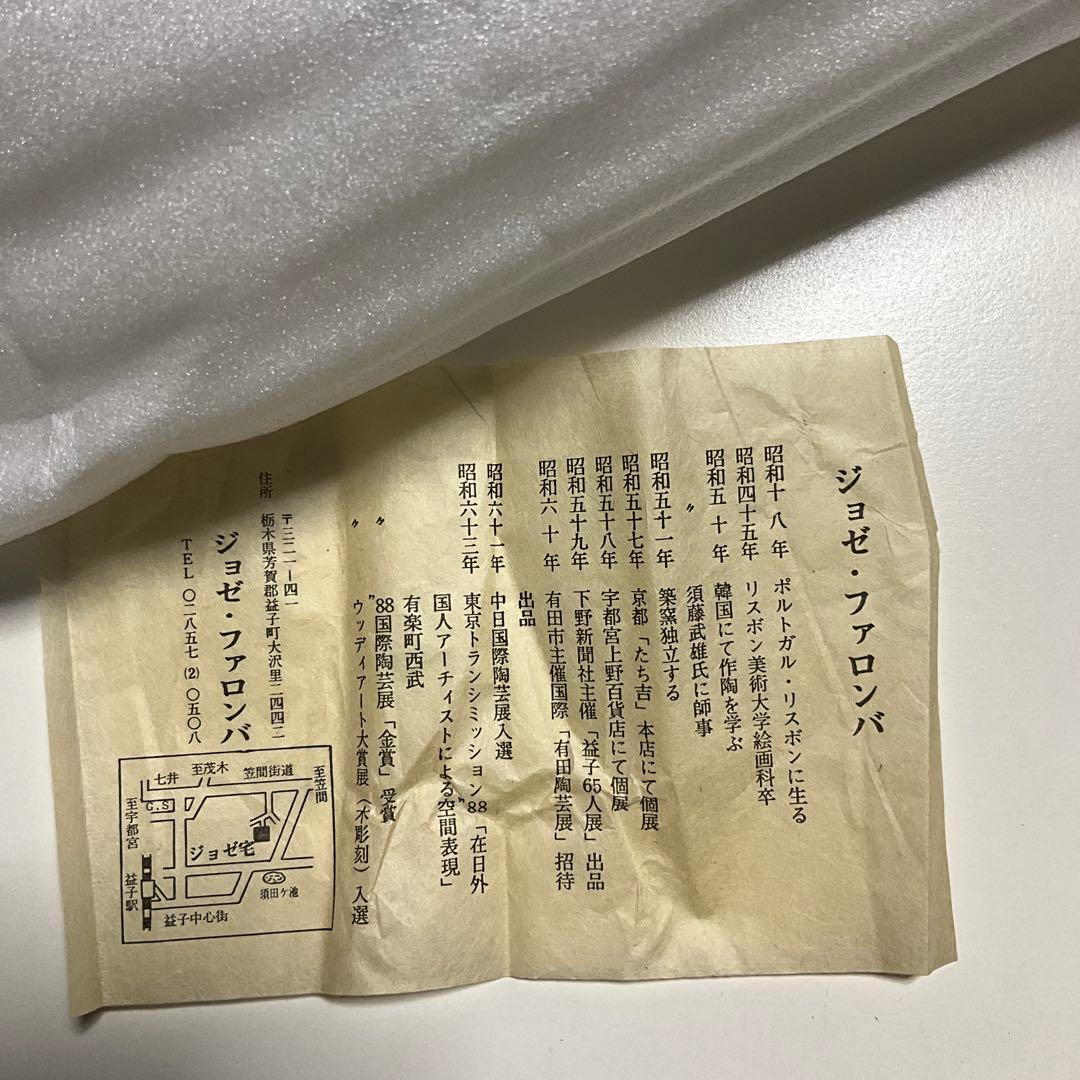 ジョゼ・ファロンバ
昭和十八年 ポルトガル・リスボンに生る
昭和四十五年 リスボン美術大学絵画科卒
昭和五十年 韓国にて作陶を学ぶ
〃 須藤武雄氏に師事
昭和五十一年 築窯独立する
昭和五十七年 京都「たち吉」本店にて個展
昭和五十八年 宇都宮上野百貨店にて個展
昭和五十九年 下野新聞社主催「益子65人展」出品
昭和六十年 有田市主催国際「有田陶芸展」招待
出品
昭和六十一年 中日国際陶芸展入選
昭和六十三年 東京トランシミッション"88「在日外
国人アーチィストによる空間表現」
有楽町西武
〃 "88国際陶芸展「金賞」受賞
〃 ウッディアート大賞展（木彫刻）入選
住所 〒三二一ー四一
栃木県芳賀郡益子町大沢里二四四二
ジョゼ・ファロンバ
TEL 〇二八五七(2)〇五〇八
至笠間
笠間街道
至茂木
七井
G.S
至宇都宮
ジョゼ宅
益子駅
須田ケ池
益子中心街